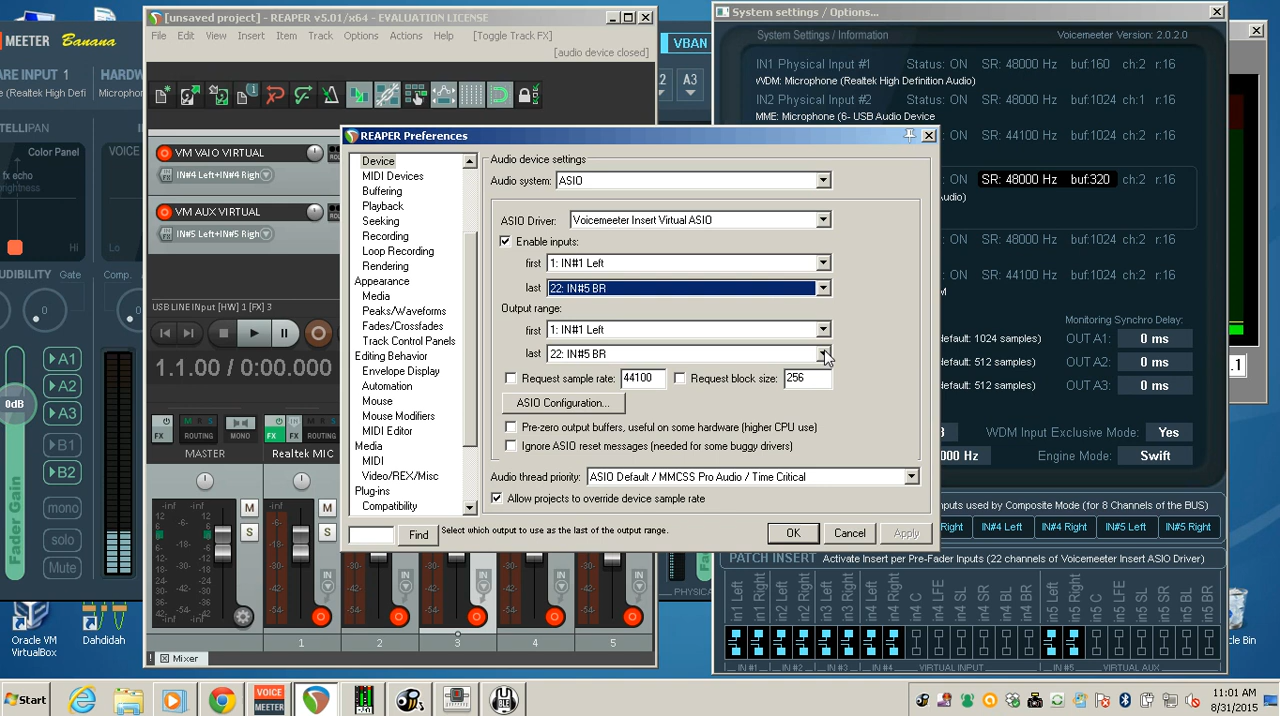 [unsaved project] - REAPER v5.01/x64 - EVALUATION LICENSE
File Edit View Insert Item Track Options Actions Help [Toggle Track FX]
[audio device closed]
VM VAIO VIRTUAL
IN#4 Left+IN#4 Righ
VM AUX VIRTUAL
IN#5 Left+IN#5 Righ
USB LINE INput [HW] 1 [FX] 3
1.1.00 / 0:00.000
FX M R S ROUTING MONO FX ROUTING
MASTER Realtek MIC
-inf -inf -inf -inf
M M
S S
IN IN IN IN IN
1 2 3 4 5
! Mixer
MEETER Banana
ARE INPUT 1 HARDW
e (Realtek High Defi Microphon
TELLIPAN VOICE
Color Panel
fx echo
brightness
Lo Hi
UDIBILITY Gate Comp.
0dB
Fader Gain
A1
A2
A3
B1
B2
mono
solo
Mute
VBAN
2 A3
REAPER Preferences
Device
MIDI Devices
Buffering
Playback
Seeking
Recording
Loop Recording
Rendering
Appearance
Media
Peaks/Waveforms
Fades/Crossfades
Track Control Panels
Editing Behavior
Envelope Display
Automation
Mouse
Mouse Modifiers
MIDI Editor
Media
MIDI
Video/REX/Misc
Plug-ins
Compatibility
Find
Audio device settings
Audio system: ASIO
ASIO Driver: Voicemeeter Insert Virtual ASIO
Enable inputs:
first 1: IN#1 Left
last 22: IN#5 BR
Output range:
first 1: IN#1 Left
last 22: IN#5 BR
Request sample rate: 44100 Request block size: 256
ASIO Configuration...
Pre-zero output buffers, useful on some hardware (higher CPU use)
Ignore ASIO reset messages (needed for some buggy drivers)
Audio thread priority: ASIO Default / MMCSS Pro Audio / Time Critical
Allow projects to override device sample rate
Select which output to use as the last of the output range.
OK Cancel Apply
System settings / Options...
System Settings / Information Voicemeeter Version: 2.0.2.0
IN1 Physical Input #1 Status: ON SR: 48000 Hz buf:160 ch:2 r:16
WDM: Microphone (Realtek High Definition Audio)
IN2 Physical Input #2 Status: ON SR: 48000 Hz buf:1024 ch:1 r:16
MME: Microphone (6- USB Audio Device
SR: 44100 Hz buf:1024 ch:2 r:16
SR: 48000 Hz buf:320 ch:2 r:16
udio)
SR: 48000 Hz buf:1024 ch:2 r:16
SR: 48000 Hz buf:1024 ch:2 r:16
Monitoring Synchro Delay:
default: 1024 samples) OUT A1: 0 ms
default: 512 samples) OUT A2: 0 ms
default: 512 samples) OUT A3: 0 ms
.1
3 WDM Input Exclusive Mode: Yes
000 Hz Engine Mode: Swift
nputs used by Composite Mode (for 8 Channels of the BUS)
Right IN#4 Left IN#4 Right IN#5 Left IN#5 Right
PATCH INSERT Activate Insert per Pre-Fader Inputs (22 channels of Voicemeeter Insert ASIO Driver)
in1 Left in1 Right in2 Left in2 Right in3 Left in3 Right in4 Left in4 Right in4 C in4 LFE in4 SL in4 SR in4 BL in4 BR in5 Left in5 Right in5 C in5 LFE in5 SL in5 SR in5 BL in5 BR
IN #1 IN #2 IN #3 IN #4 VIRTUAL INPUT IN #5 VIRTUAL AUX
PHYSICA
Oracle VM
VirtualBox
Dahdidah
cle Bin
Start
VOICE
MEETER
BLE
11:01 AM
8/31/2015